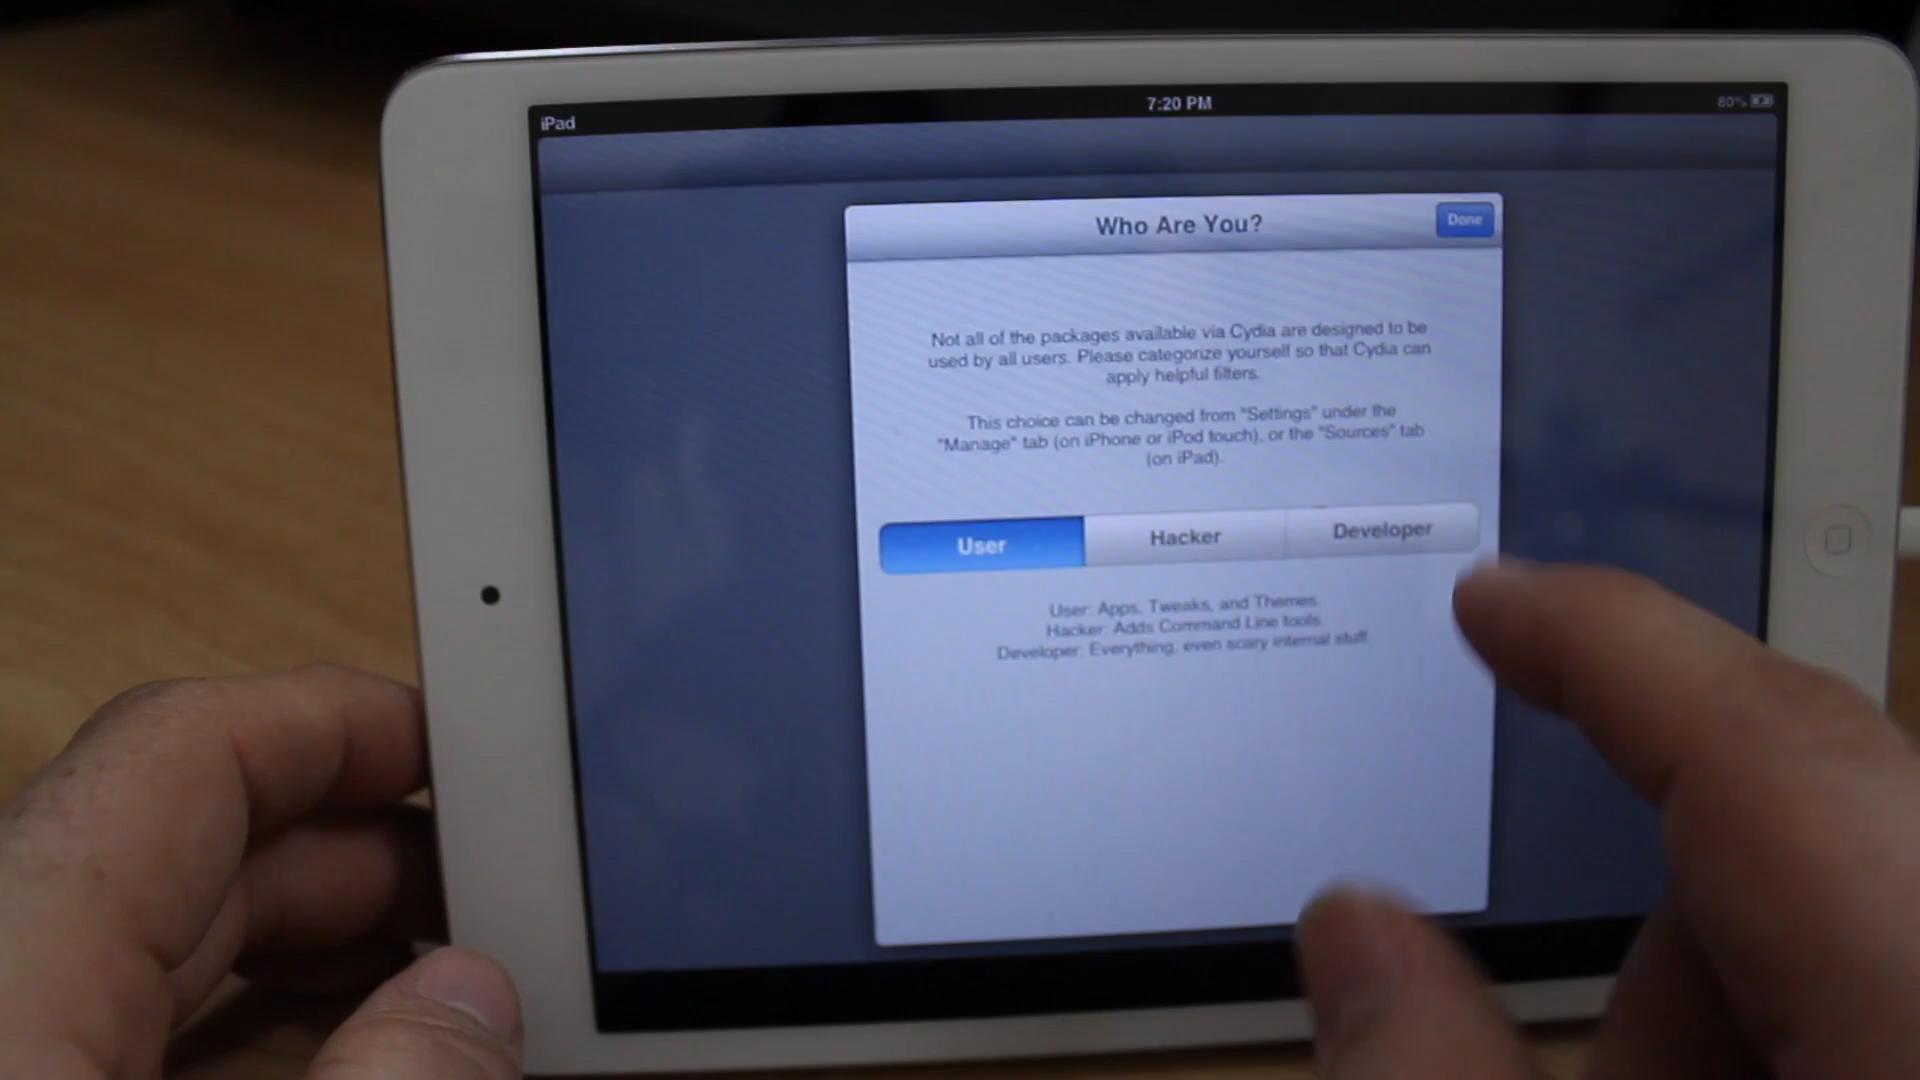 iPad
7:20 PM
80%
Who Are You?
Done
Not all of the packages available via Cydia are designed to be
used by all users. Please categorize yourself so that Cydia can
apply helpful filters.
This choice can be changed from "Settings" under the
"Manage" tab (on iPhone or iPod touch), or the "Sources" tab
(on iPad).
User
Hacker
Developer
User: Apps, Tweaks, and Themes.
Hacker: Adds Command Line tools.
Developer: Everything, even scary internal stuff.